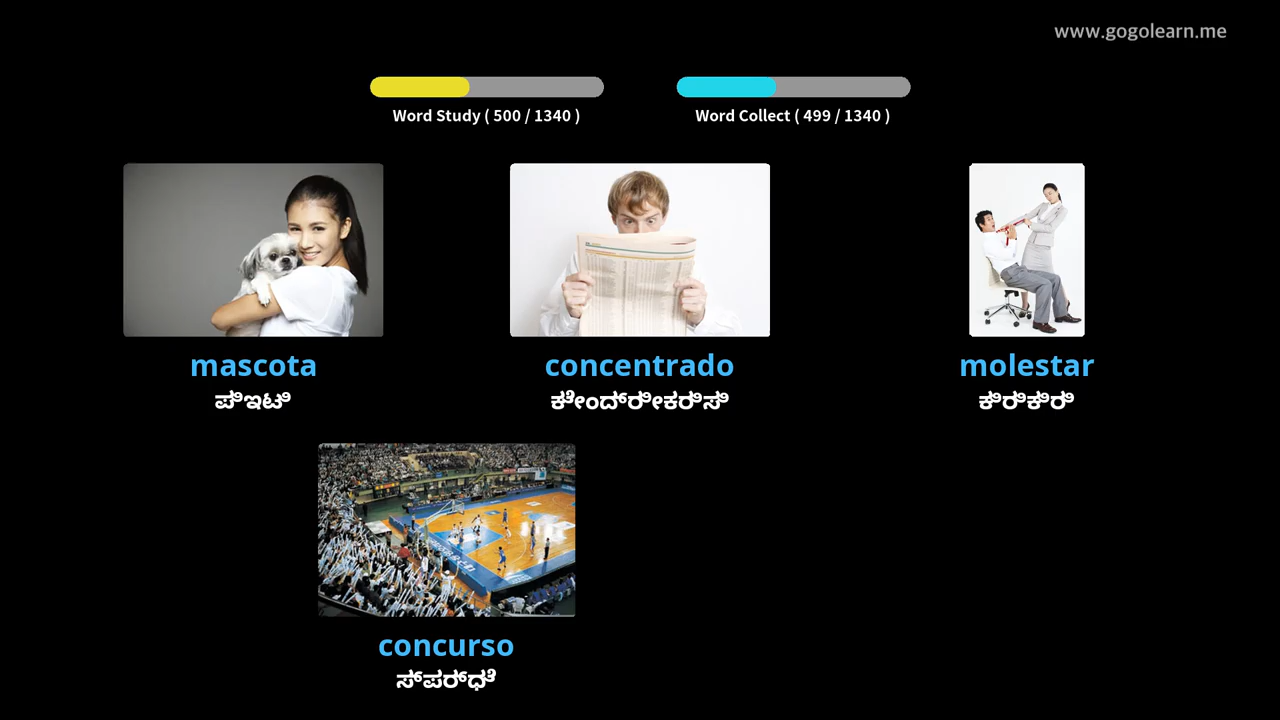 www.gogolearn.me
Word Study ( 500 / 1340 )
Word Collect ( 499 / 1340 )
mascota
ಪಿಇಟಿ
concentrado
ಕೇಂದ್ರೀಕರಿಸಿ
molestar
ಕಿರಿಕಿರಿ
concurso
ಸ್ಪರ್ಧೆ